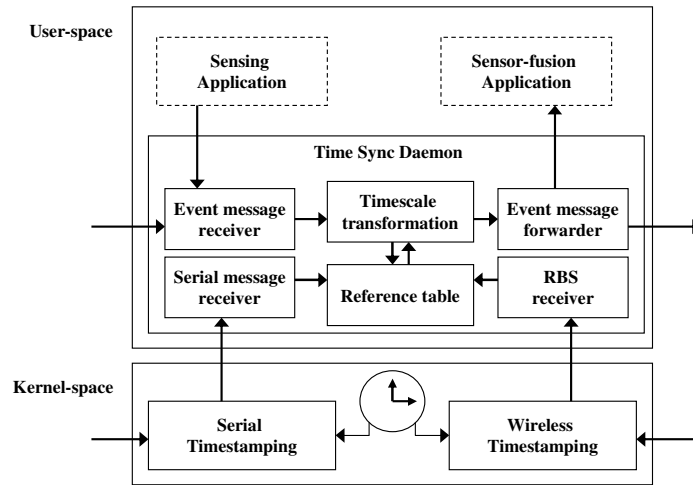 User-space
Sensing
Application
Sensor-fusion
Application
Time Sync Daemon
Event message
receiver
Timescale
transformation
Event message
forwarder
Serial message
receiver
Reference table
RBS
receiver
Kernel-space
Serial
Timestamping
Wireless
Timestamping